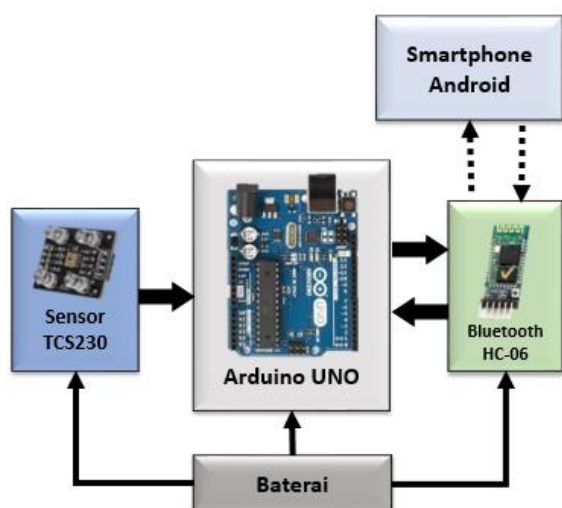 Smartphone
Android
Sensor
TCS230
Arduino UNO
Bluetooth
HC-06
Baterai